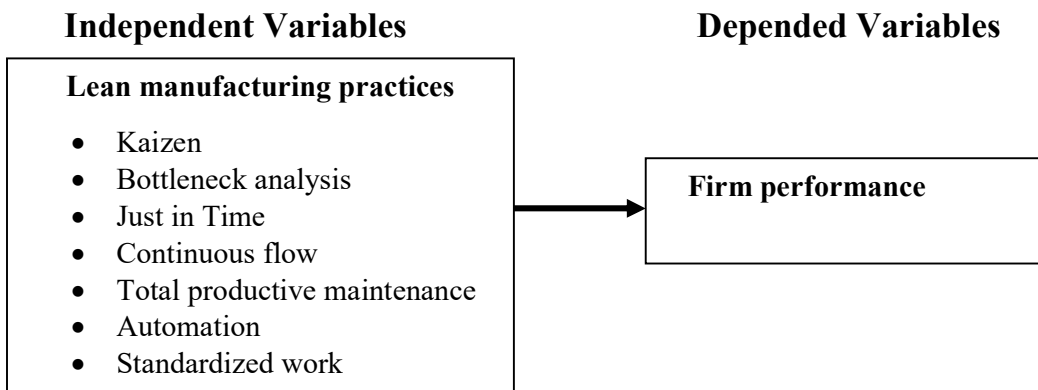 Independent Variables
Depended Variables
Lean manufacturing practices
• Kaizen
• Bottleneck analysis
• Just in Time
• Continuous flow
• Total productive maintenance
• Automation
• Standardized work
Firm performance